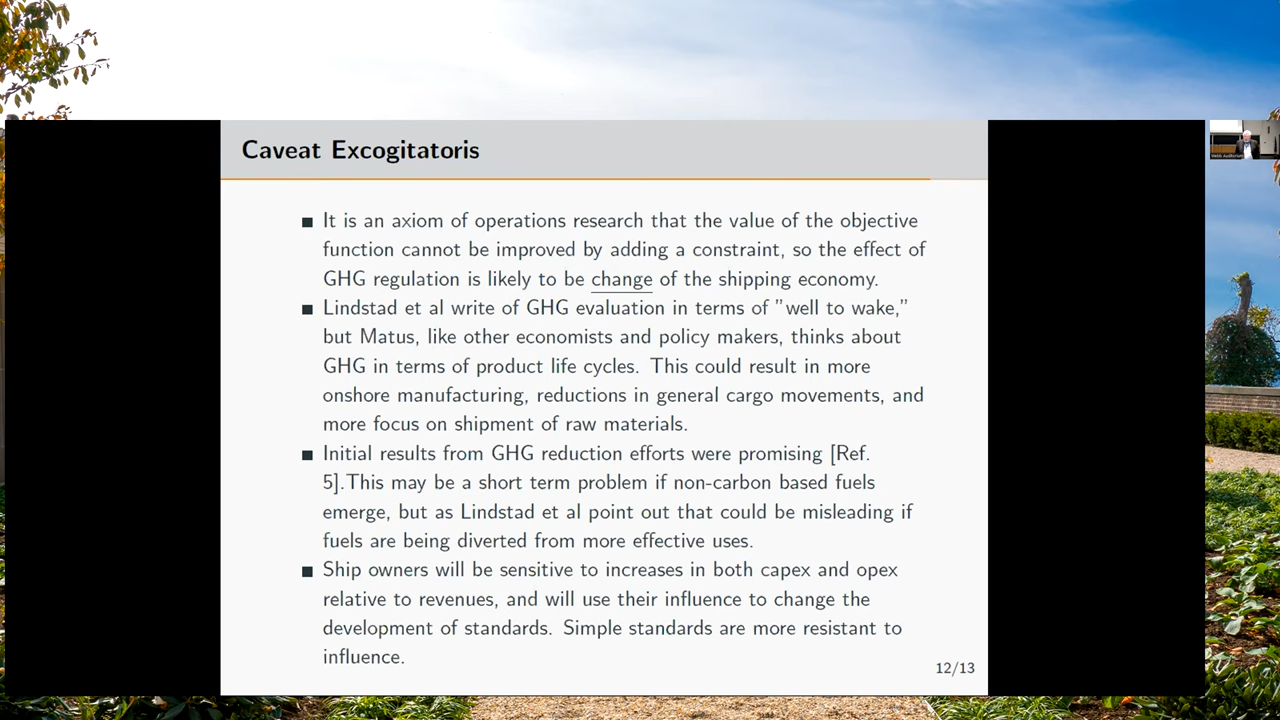 Caveat Excogitatoris
■ It is an axiom of operations research that the value of the objective
function cannot be improved by adding a constraint, so the effect of
GHG regulation is likely to be change of the shipping economy.
■ Lindstad et al write of GHG evaluation in terms of ”well to wake,”
but Matus, like other economists and policy makers, thinks about
GHG in terms of product life cycles. This could result in more
onshore manufacturing, reductions in general cargo movements, and
more focus on shipment of raw materials.
■ Initial results from GHG reduction efforts were promising [Ref.
5].This may be a short term problem if non-carbon based fuels
emerge, but as Lindstad et al point out that could be misleading if
fuels are being diverted from more effective uses.
■ Ship owners will be sensitive to increases in both capex and opex
relative to revenues, and will use their influence to change the
development of standards. Simple standards are more resistant to
influence.
12/13